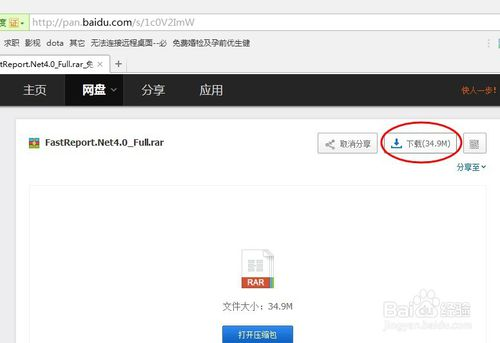 度 证 http://pan.baidu.com/s/1c0V2ImW
求职 影视 dota 其它 无法连接远程桌面--必 免费婚检及孕前优生健
stReport.Net4.0_Full.rar_免
主页 网盘 分享 应用 快人一步!
FastReport.Net4.0_Full.rar 取消分享 下载(34.9M)
分享至
RAR
文件大小：34.9M
打开压缩包
Baidu 经验
jingyan.baidu.com